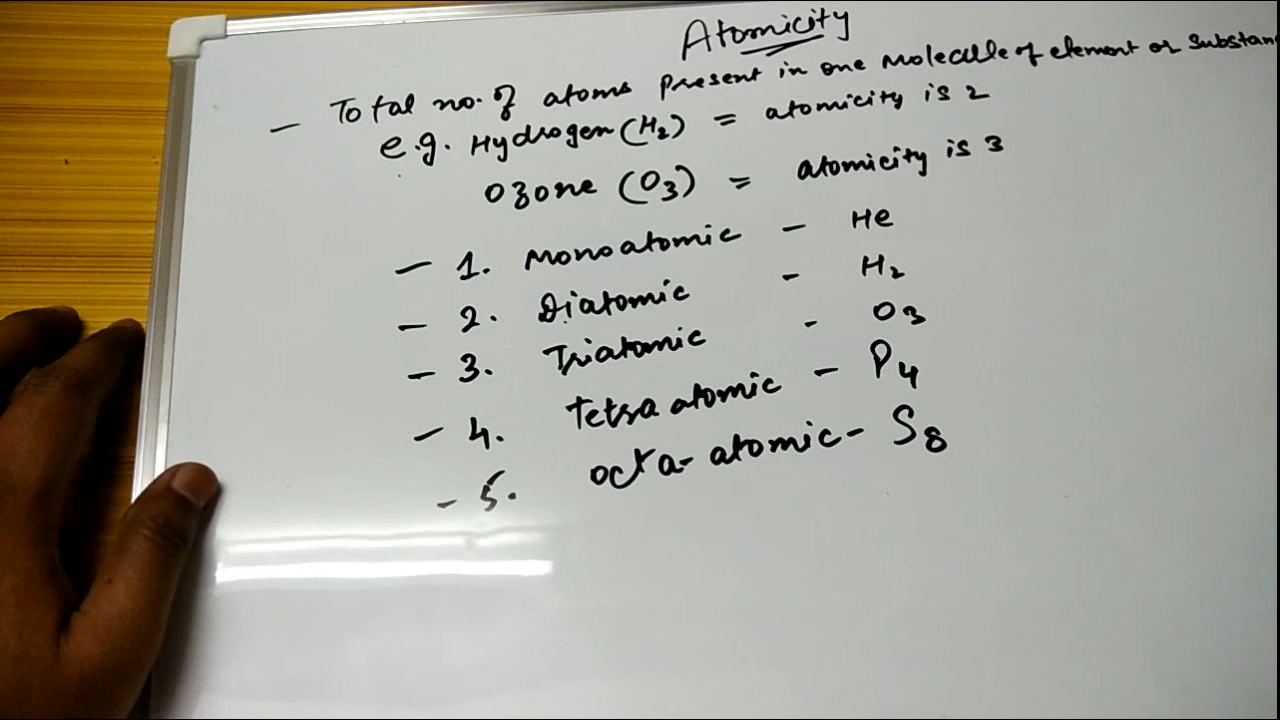 Atomicity
– Total no. of atoms present in one molecule of element or Substan
e.g. Hydrogen (H₂) = atomicity is 2
Ozone (O₃) = atomicity is 3
– 1. Monoatomic – He
– 2. Diatomic - H₂
– 3. Triatomic - O₃
– 4. Tetra atomic – P₄
– 5. octa-atomic – S₈